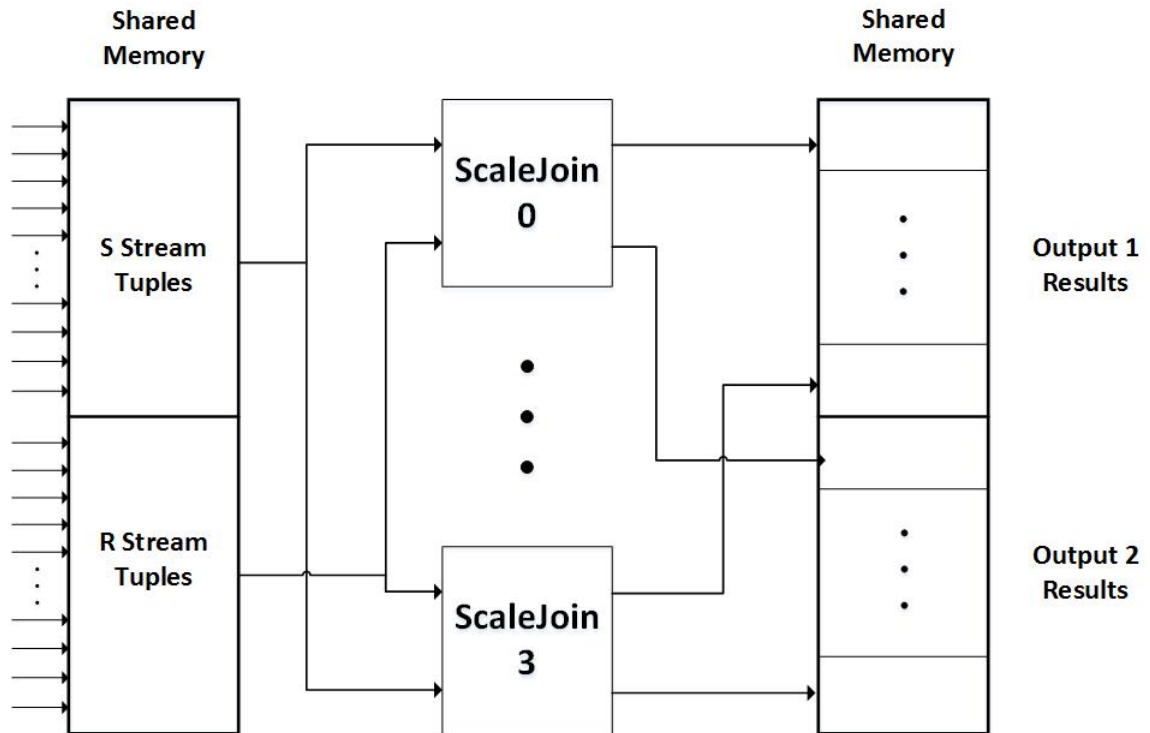 Shared
Memory
Shared
Memory
S Stream
Tuples
ScaleJoin
0
Output 1
Results
R Stream
Tuples
ScaleJoin
3
Output 2
Results